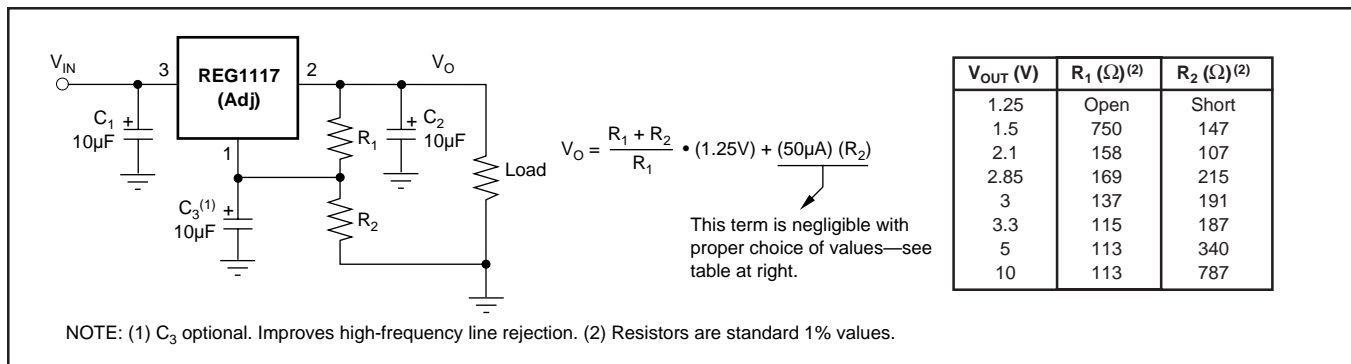 V_IN
3
REG1117
(Adj)
2
V_O
1
C_1
+
10µF
R_1
+
C_2
10µF
Load
C_3^(1)
+
10µF
R_2
V_O = (R_1 + R_2) / R_1 • (1.25V) + (50µA) (R_2)
This term is negligible with
proper choice of values—see
table at right.
V_OUT (V) R_1 (Ω)^(2) R_2 (Ω)^(2)
1.25 Open Short
1.5 750 147
2.1 158 107
2.85 169 215
3 137 191
3.3 115 187
5 113 340
10 113 787
NOTE: (1) C_3 optional. Improves high-frequency line rejection. (2) Resistors are standard 1% values.